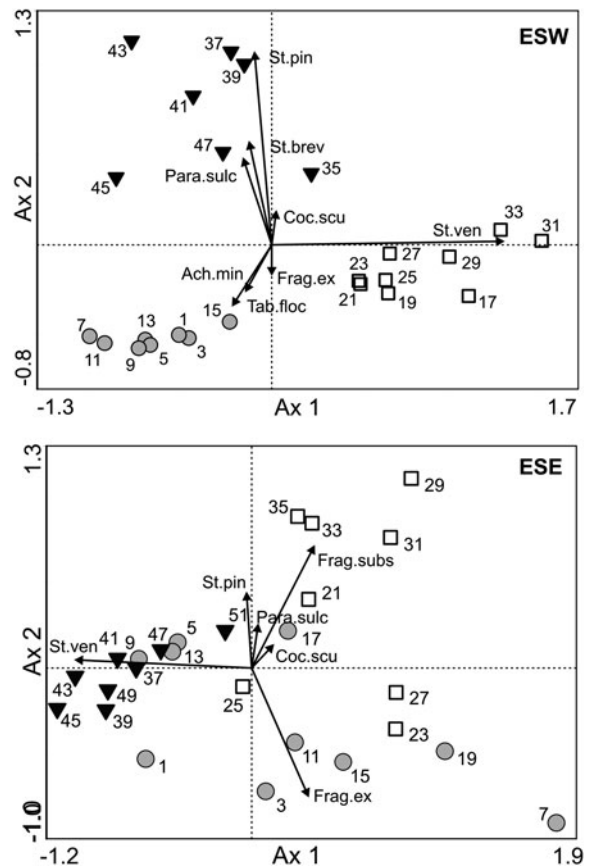 1.3
ESW
43
37
St.pin
39
41
47
St.brev
35
Para.sulc
45
Coc.scu
33
St.ven
31
Ax 2
27
29
Ach.min
23
Frag.ex
25
21
19
17
15
Tab.floc
7
13
1
11
9
5
3
-0.8
-1.3
Ax 1
1.7
1.3
ESE
29
35
33
31
Frag.subs
St.pin
21
51
Para.sulc
5
17
41
9
47
St.ven
13
Coc.scu
Ax 2
37
43
49
25
27
45
39
23
11
19
1
15
3
Frag.ex
7
-1.0
-1.2
Ax 1
1.9